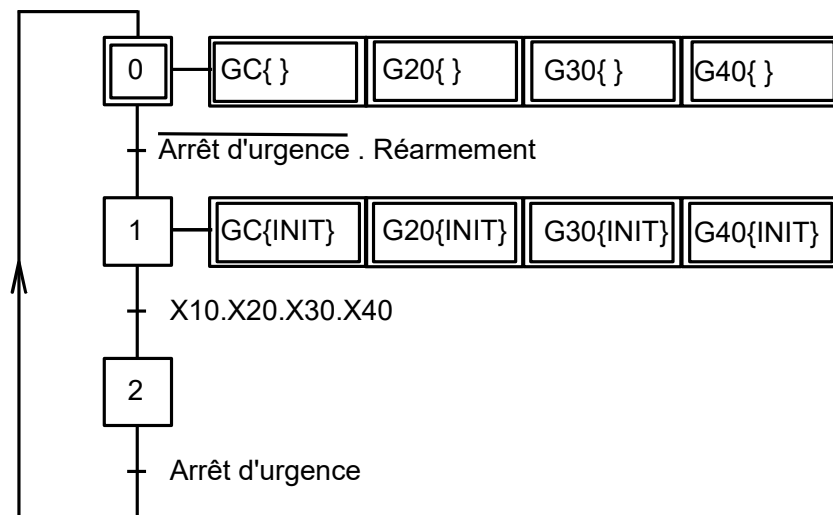 0 GC{ } G20{ } G30{ } G40{ }
Arrêt d'urgence . Réarmement
1 GC{INIT} G20{INIT} G30{INIT} G40{INIT}
X10.X20.X30.X40
2
Arrêt d'urgence